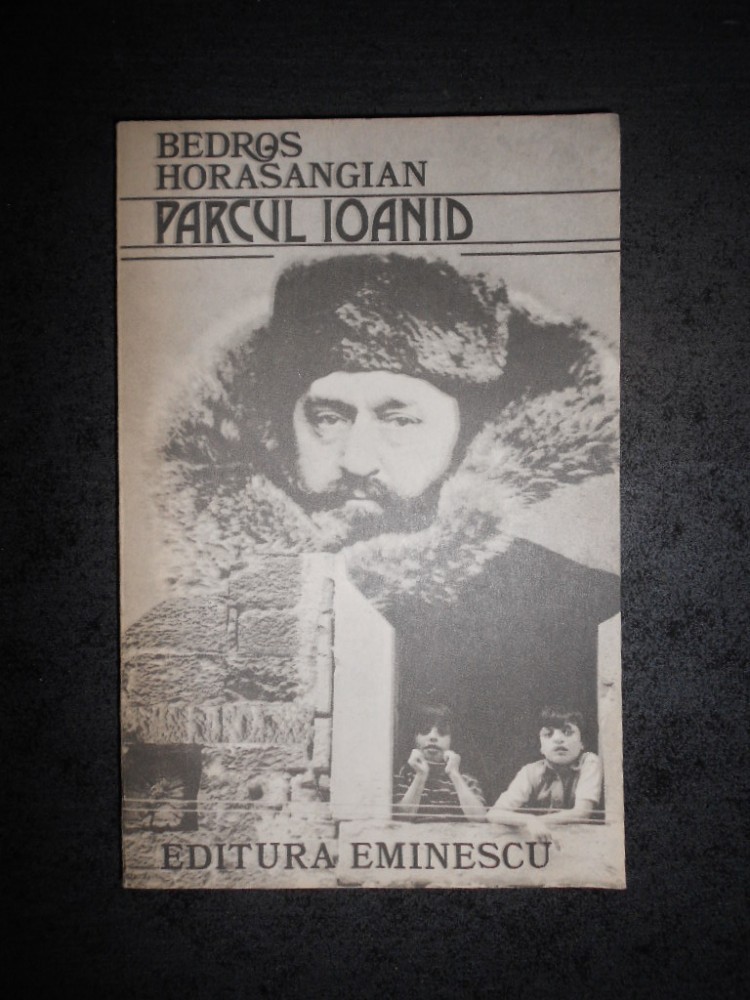 BEDROS
HORASANGIAN
PARCUL IOANID
EDITURA EMINESCU